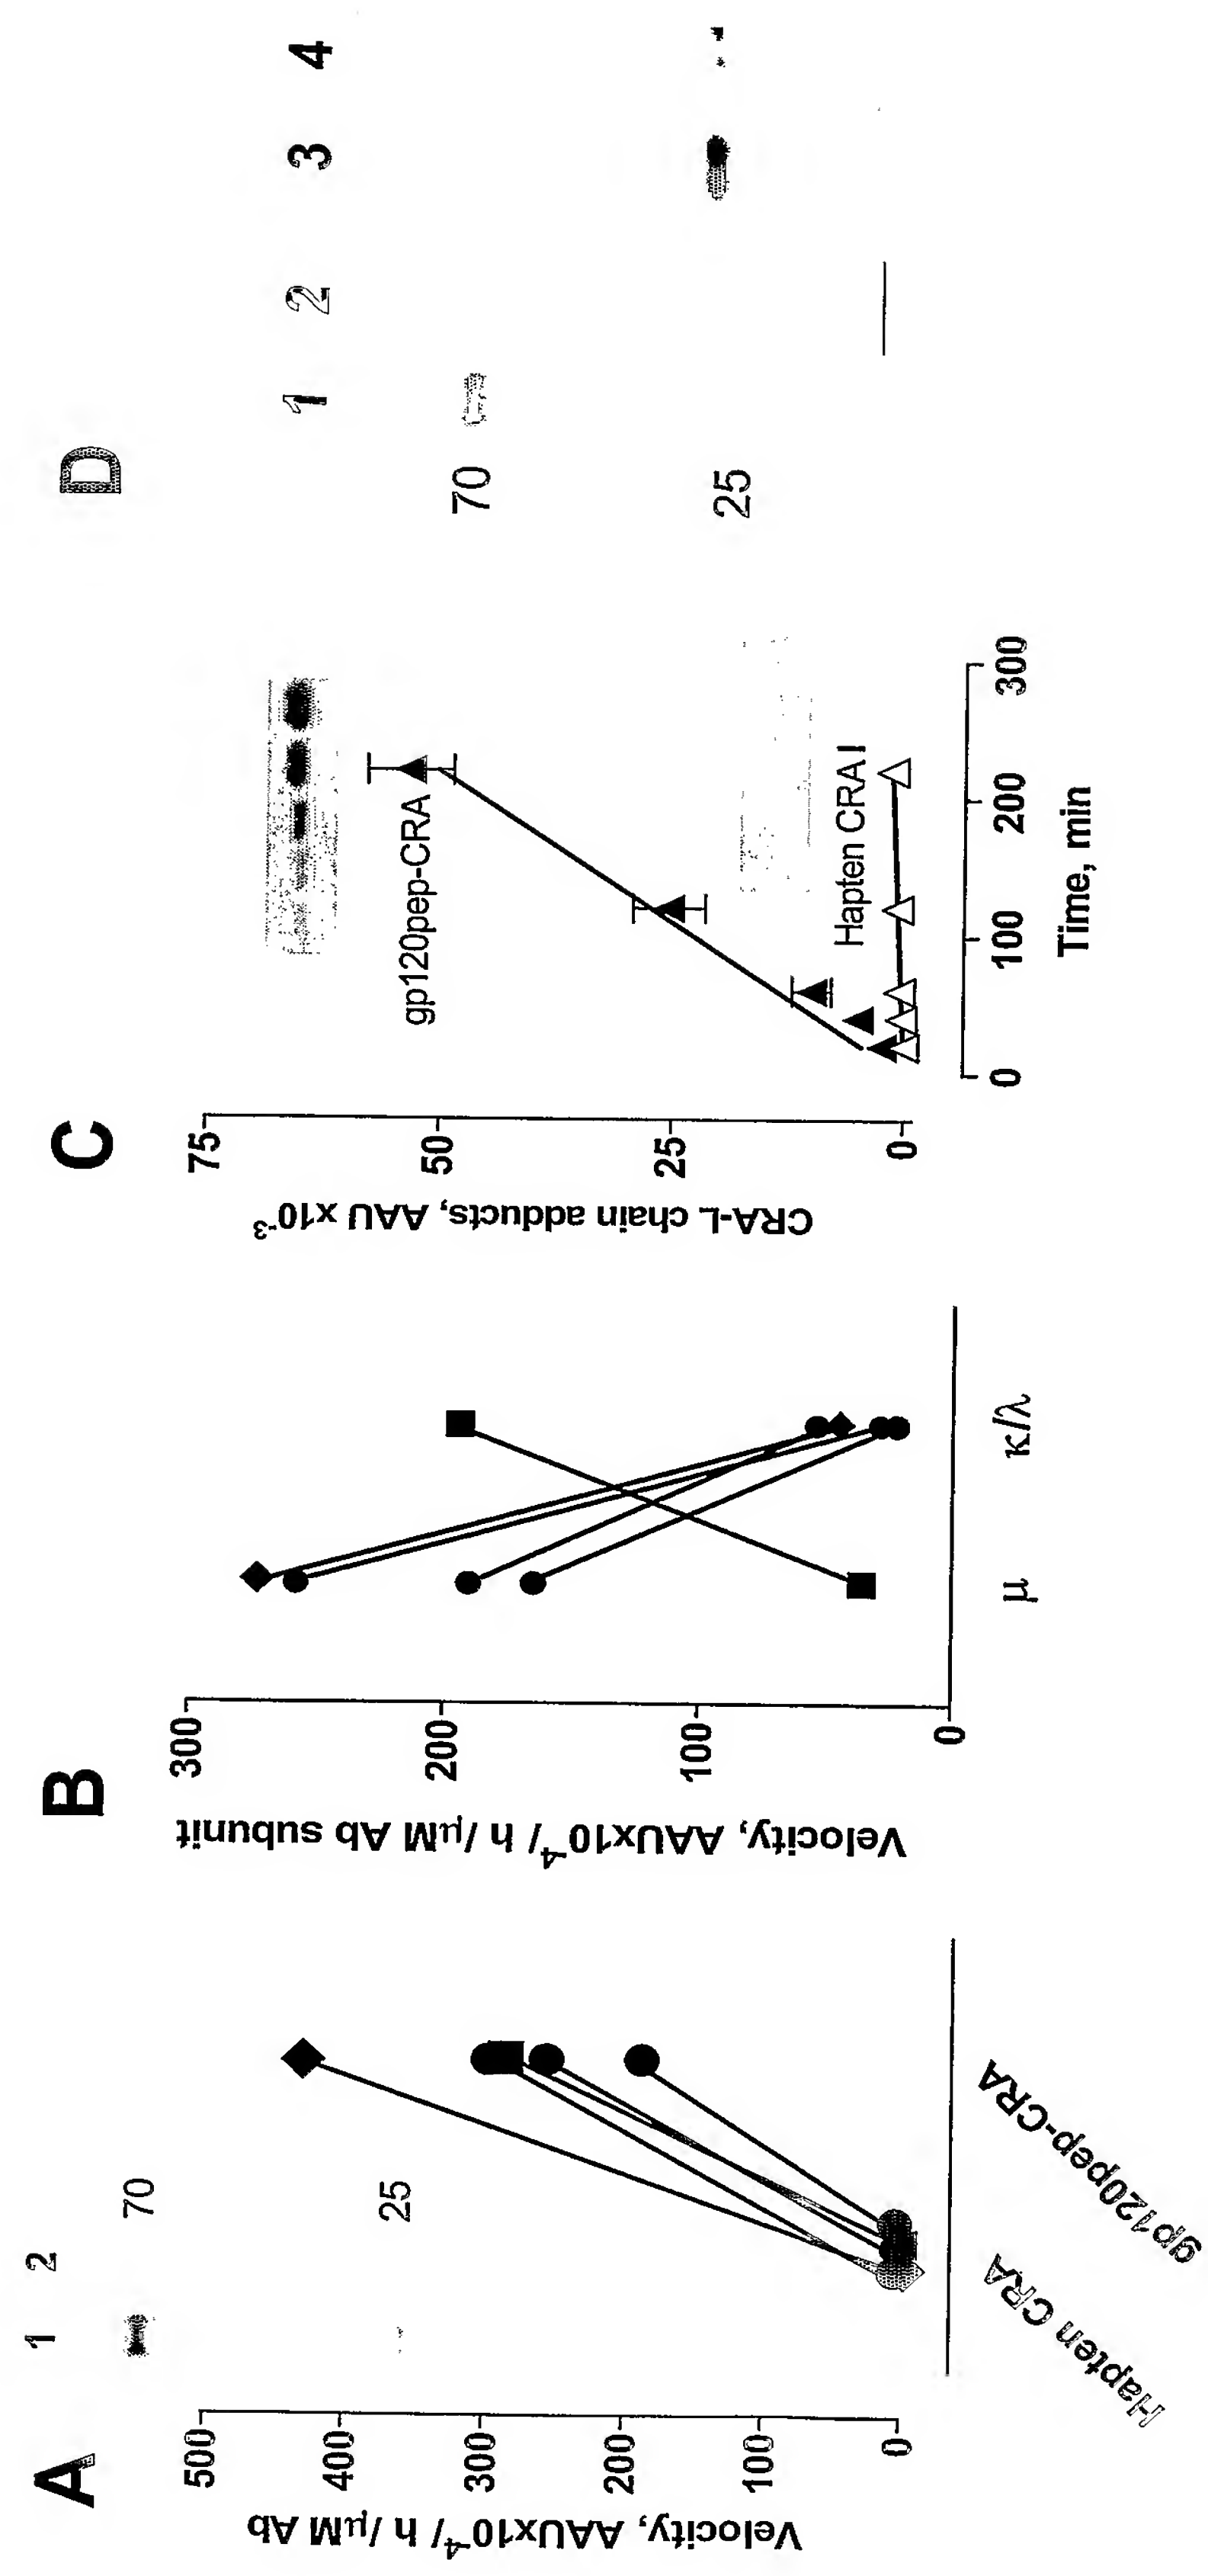 A
1 2
70
25
500
400
300
200
100
0
Velocity, AAUx10-4/ h / μM Ab
Hapten CRA
gp120pep-CRA
B
300
200
100
0
Velocity, AAUx10-4/ h / μM Ab subunit
μ
κ/λ
C
75
50
25
0
CRA-L chain adducts, AAU x10-3
gp120pep-CRA
Hapten CRA I
0
100
200
300
Time, min
D
1 2 3 4
70
25